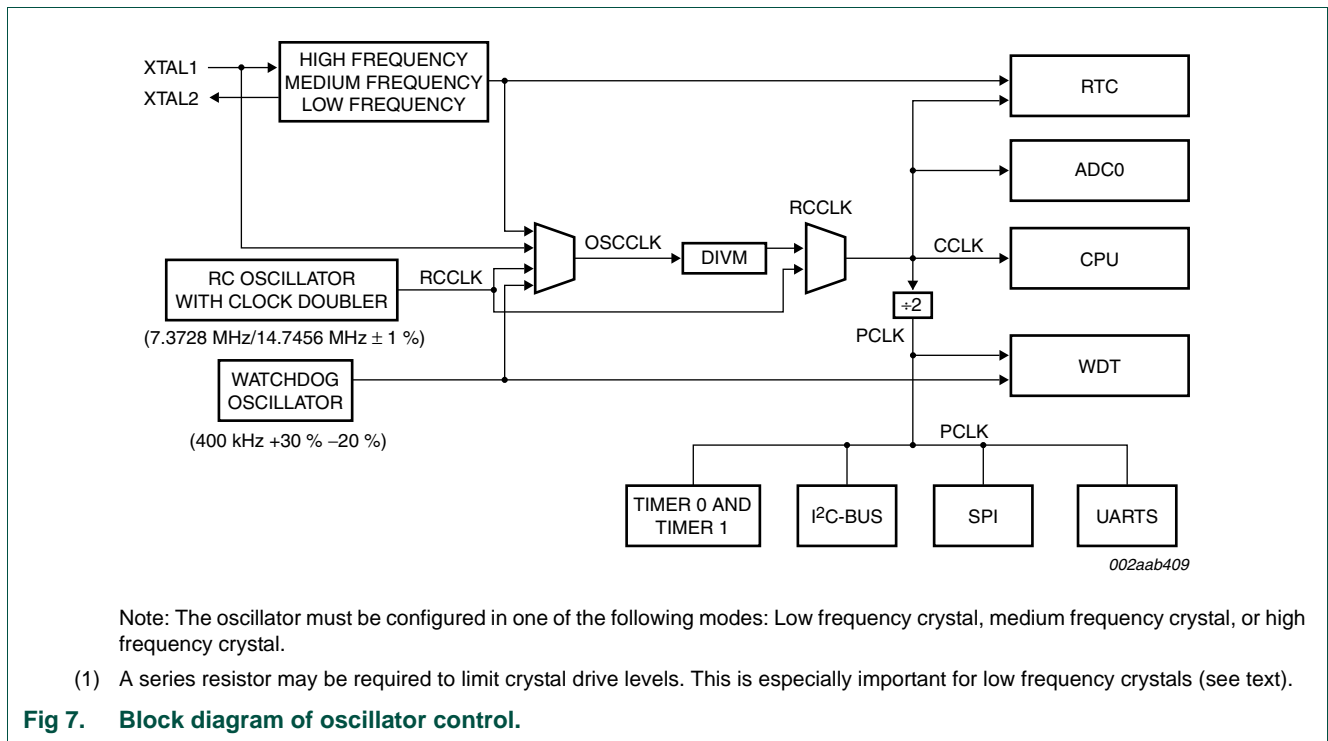 XTAL1
XTAL2
HIGH FREQUENCY
MEDIUM FREQUENCY
LOW FREQUENCY
RTC
ADC0
RCCLK
OSCCLK
DIVM
CCLK
CPU
RC OSCILLATOR
WITH CLOCK DOUBLER
RCCLK
(7.3728 MHz/14.7456 MHz ± 1 %)
÷2
PCLK
WDT
WATCHDOG
OSCILLATOR
(400 kHz +30 % −20 %)
PCLK
TIMER 0 AND
TIMER 1
I²C-BUS
SPI
UARTS
002aab409
Note: The oscillator must be configured in one of the following modes: Low frequency crystal, medium frequency crystal, or high
frequency crystal.
(1) A series resistor may be required to limit crystal drive levels. This is especially important for low frequency crystals (see text).
Fig 7. Block diagram of oscillator control.